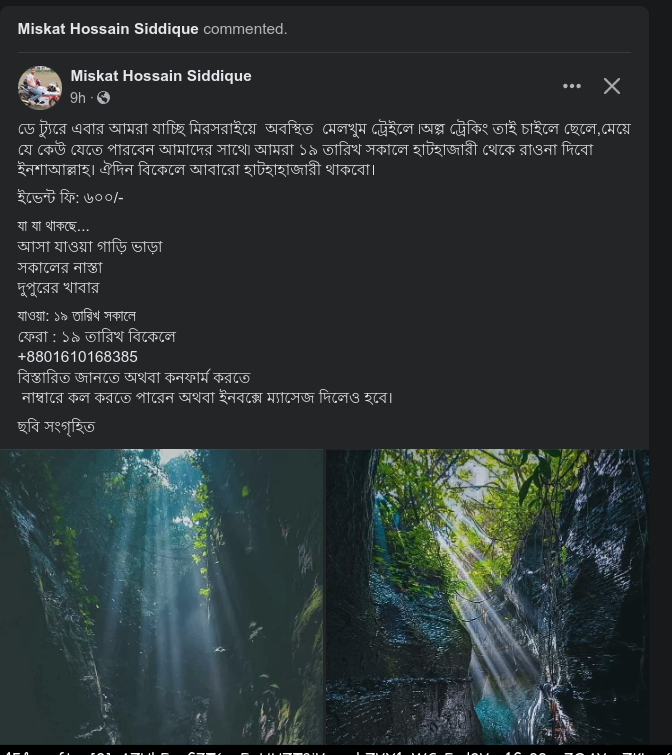 Miskat Hossain Siddique commented.
Miskat Hossain Siddique
9h ·
ডে ট্যুরে এবার আমরা যাচ্ছি মিরসরাইয়ে অবস্থিত মেলখুম ট্রেইলে ।অল্প ট্রেকিং তাই চাইলে ছেলে,মেয়ে
যে কেউ যেতে পারবেন আমাদের সাথে। আমরা ১৯ তারিখ সকালে হাটহাজারী থেকে রাওনা দিবো
ইনশাআল্লাহ। ঐদিন বিকেলে আবারো হাটহাহাজারী থাকবো।
ইভেন্ট ফি: ৬০০/-
যা যা থাকছে...
আসা যাওয়া গাড়ি ভাড়া
সকালের নাস্তা
দুপুরের খাবার
যাওয়া: ১৯ তারিখ সকালে
ফেরা : ১৯ তারিখ বিকেলে
+8801610168385
বিস্তারিত জানতে অথবা কনফার্ম করতে
নাম্বারে কল করতে পারেন অথবা ইনবক্সে ম্যাসেজ দিলেও হবে।
ছবি সংগৃহিত